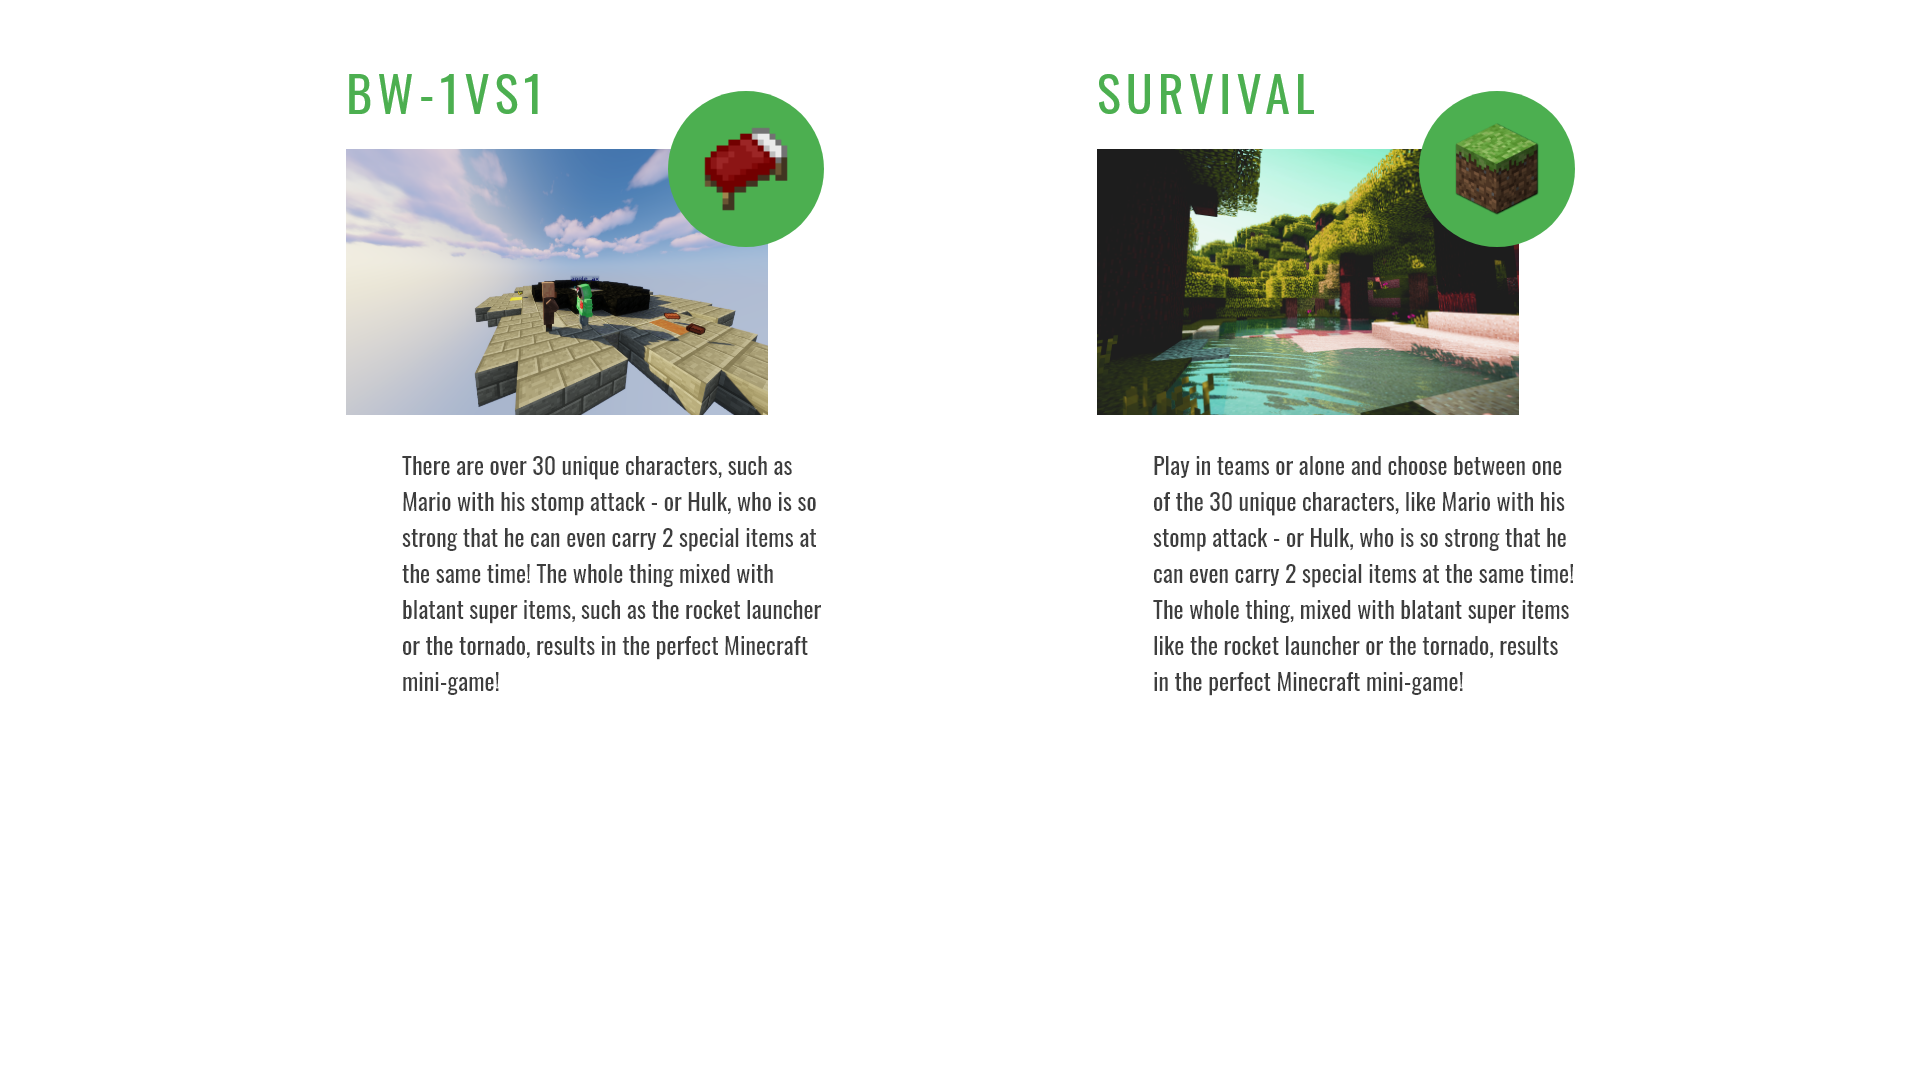 BW-1VS1
There are over 30 unique characters, such as
Mario with his stomp attack - or Hulk, who is so
strong that he can even carry 2 special items at
the same time! The whole thing mixed with
blatant super items, such as the rocket launcher
or the tornado, results in the perfect Minecraft
mini-game!
SURVIVAL
Play in teams or alone and choose between one
of the 30 unique characters, like Mario with his
stomp attack - or Hulk, who is so strong that he
can even carry 2 special items at the same time!
The whole thing, mixed with blatant super items
like the rocket launcher or the tornado, results
in the perfect Minecraft mini-game!